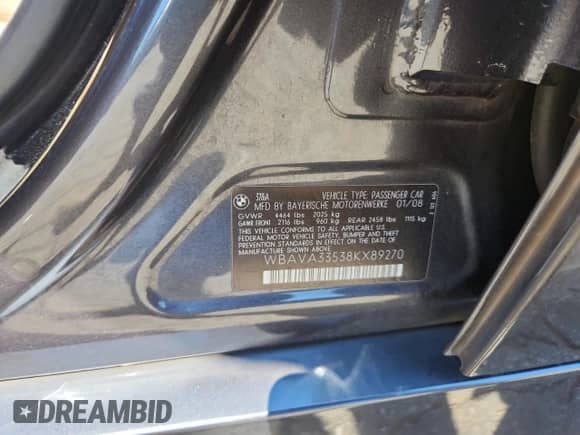 BMW 378A VEHICLE TYPE: PASSENGER CAR
MFD BY BAYERISCHE MOTORENWERKE 01/08
GVWR 4464 lbs 2025 kg
GAWR FRONT 2116 lbs 960 kg REAR 2458 lbs 1115 kg
THIS VEHICLE CONFORMS TO ALL APPLICABLE
FEDERAL MOTOR VEHICLE SAFETY, BUMPER,
AND THEFT PREVENTION STANDARDS
IN EFFECT ON THE DATE OF
MANUFACTURE SHOWN ABOVE.
WBAVA33538KX89270
DREAMBID